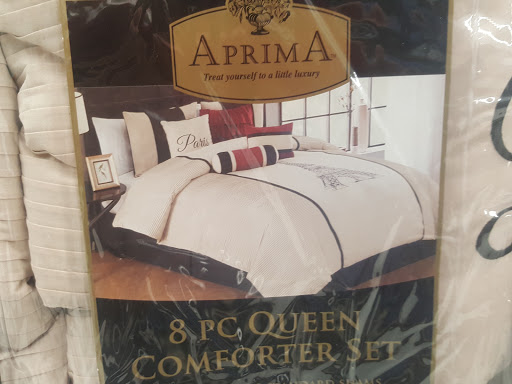 APRIMA
Treat yourself to a little luxury
Paris
8 PC QUEEN
COMFORTER SET